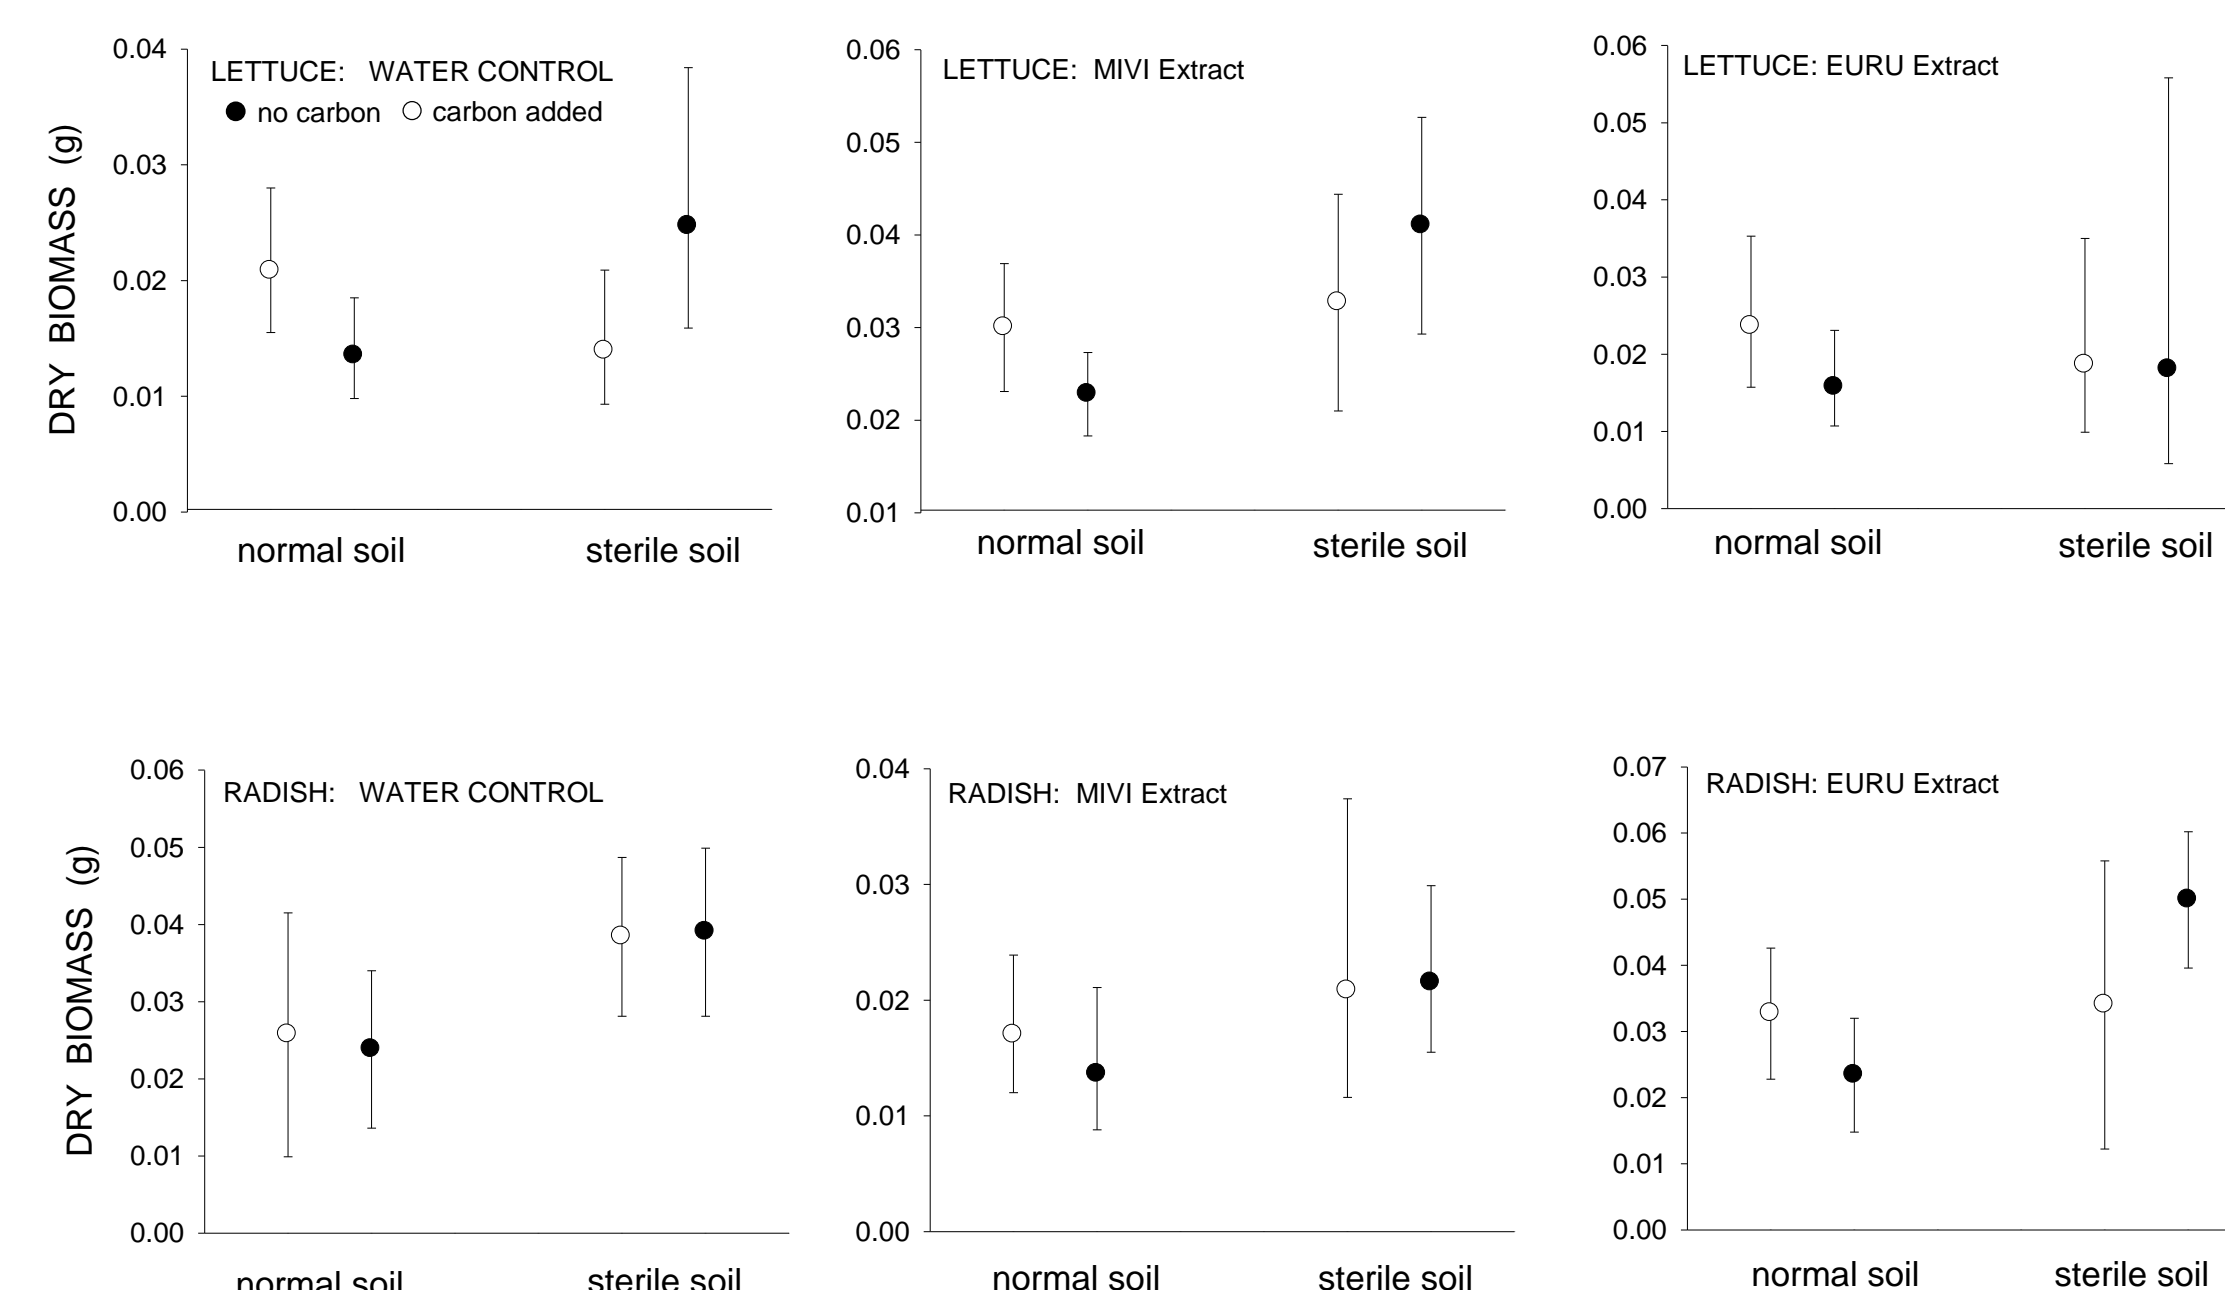 LETTUCE: WATER CONTROL
no carbon carbon added
DRY BIOMASS (g)
0.04
0.03
0.02
0.01
0.00
normal soil sterile soil
LETTUCE: MIVI Extract
0.06
0.05
0.04
0.03
0.02
0.01
normal soil sterile soil
LETTUCE: EURU Extract
0.06
0.05
0.04
0.03
0.02
0.01
0.00
normal soil sterile soil
RADISH: WATER CONTROL
DRY BIOMASS (g)
0.06
0.05
0.04
0.03
0.02
0.01
0.00
normal soil sterile soil
RADISH: MIVI Extract
0.04
0.03
0.02
0.01
0.00
normal soil sterile soil
RADISH: EURU Extract
0.07
0.06
0.05
0.04
0.03
0.02
0.01
0.00
normal soil sterile soil